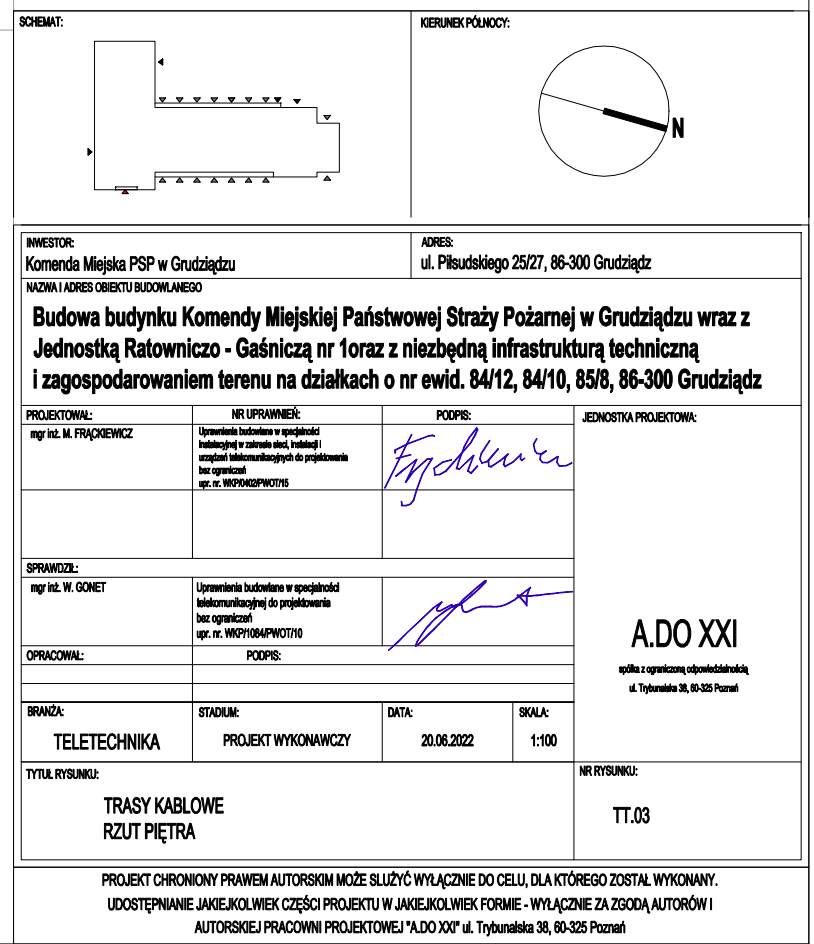 SCHEMAT:
KIERUNEK PÓŁNOCY:
N
INWESTOR:
Komenda Miejska PSP w Grudziądzu
ADRES:
ul. Piłsudskiego 25/27, 86-300 Grudziądz
NAZWA I ADRES OBIEKTU BUDOWLANEGO
Budowa budynku Komendy Miejskiej Państwowej Straży Pożarnej w Grudziądzu wraz z
Jednostką Ratowniczo - Gaśniczą nr 1oraz z niezbędną infrastrukturą techniczną
i zagospodarowaniem terenu na działkach o nr ewid. 84/12, 84/10, 85/8, 86-300 Grudziądz
PROJEKTOWAŁ:
mgr inż. M. FRĄCKIEWICZ
NR UPRAWNIEŃ:
Uprawnienia budowlane w specjalności
instalacyjnej w zakresie sieci, instalacji i
urządzeń telekomunikacyjnych do projektowania
bez ograniczeń
upr. nr. WKP/0402/PWOT/15
PODPIS:
JEDNOSTKA PROJEKTOWA:
SPRAWDZIŁ:
mgr inż. W. GONET
Uprawnienia budowlane w specjalności
telekomunikacyjnej do projektowania
bez ograniczeń
upr. nr. WKP/1084/PWOT/10
A.DO XXI
spółka z ograniczoną odpowiedzialnością
ul. Trybunalska 38, 60-325 Poznań
OPRACOWAŁ:
PODPIS:
BRANŻA:
TELETECHNIKA
STADIUM:
PROJEKT WYKONAWCZY
DATA:
20.06.2022
SKALA:
1:100
TYTUŁ RYSUNKU:
TRASY KABLOWE
RZUT PIĘTRA
NR RYSUNKU:
TT.03
PROJEKT CHRONIONY PRAWEM AUTORSKIM MOŻE SŁUŻYĆ WYŁĄCZNIE DO CELU, DLA KTÓREGO ZOSTAŁ WYKONANY.
UDOSTĘPNIANIE JAKIEJKOLWIEK CZĘŚCI PROJEKTU W JAKIEJKOLWIEK FORMIE - WYŁĄCZNIE ZA ZGODĄ AUTORÓW I
AUTORSKIEJ PRACOWNI PROJEKTOWEJ "A.DO XXI" ul. Trybunalska 38, 60-325 Poznań